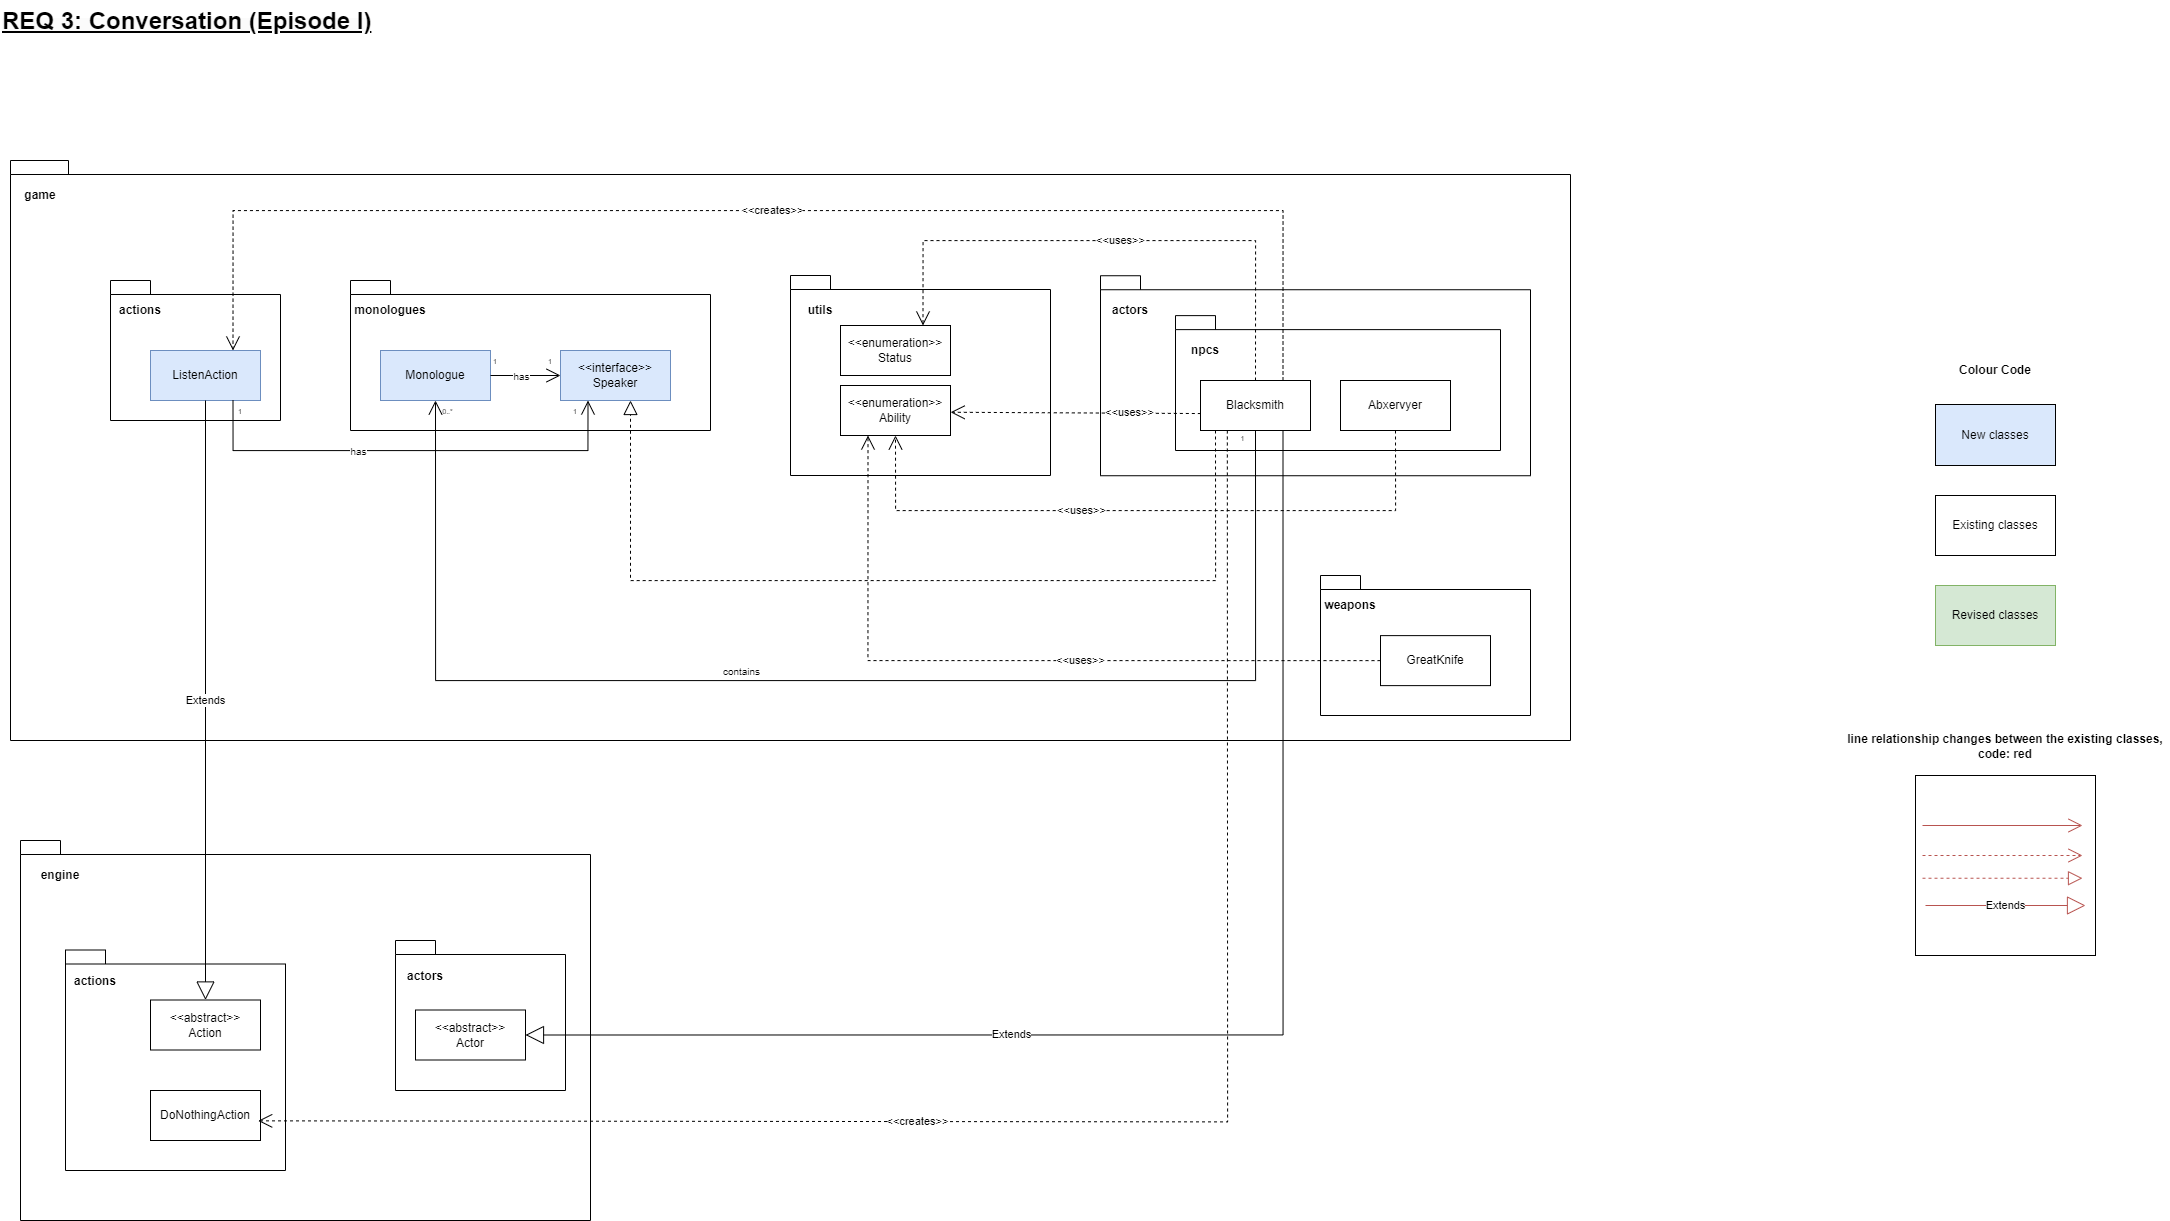 REQ 3: Conversation (Episode I)
game
<<creates>>
<<uses>>
actions
ListenAction
1
monologues
Monologue
1
has
1
<<interface>>
Speaker
0..*
1
has
utils
<<enumeration>>
Status
<<enumeration>>
Ability
<<uses>>
actors
npcs
Blacksmith
1
Abxervyer
<<uses>>
weapons
GreatKnife
<<uses>>
contains
Extends
engine
actions
<<abstract>>
Action
DoNothingAction
actors
<<abstract>>
Actor
Extends
<<creates>>
Colour Code
New classes
Existing classes
Revised classes
line relationship changes between the existing classes,
code: red
Extends